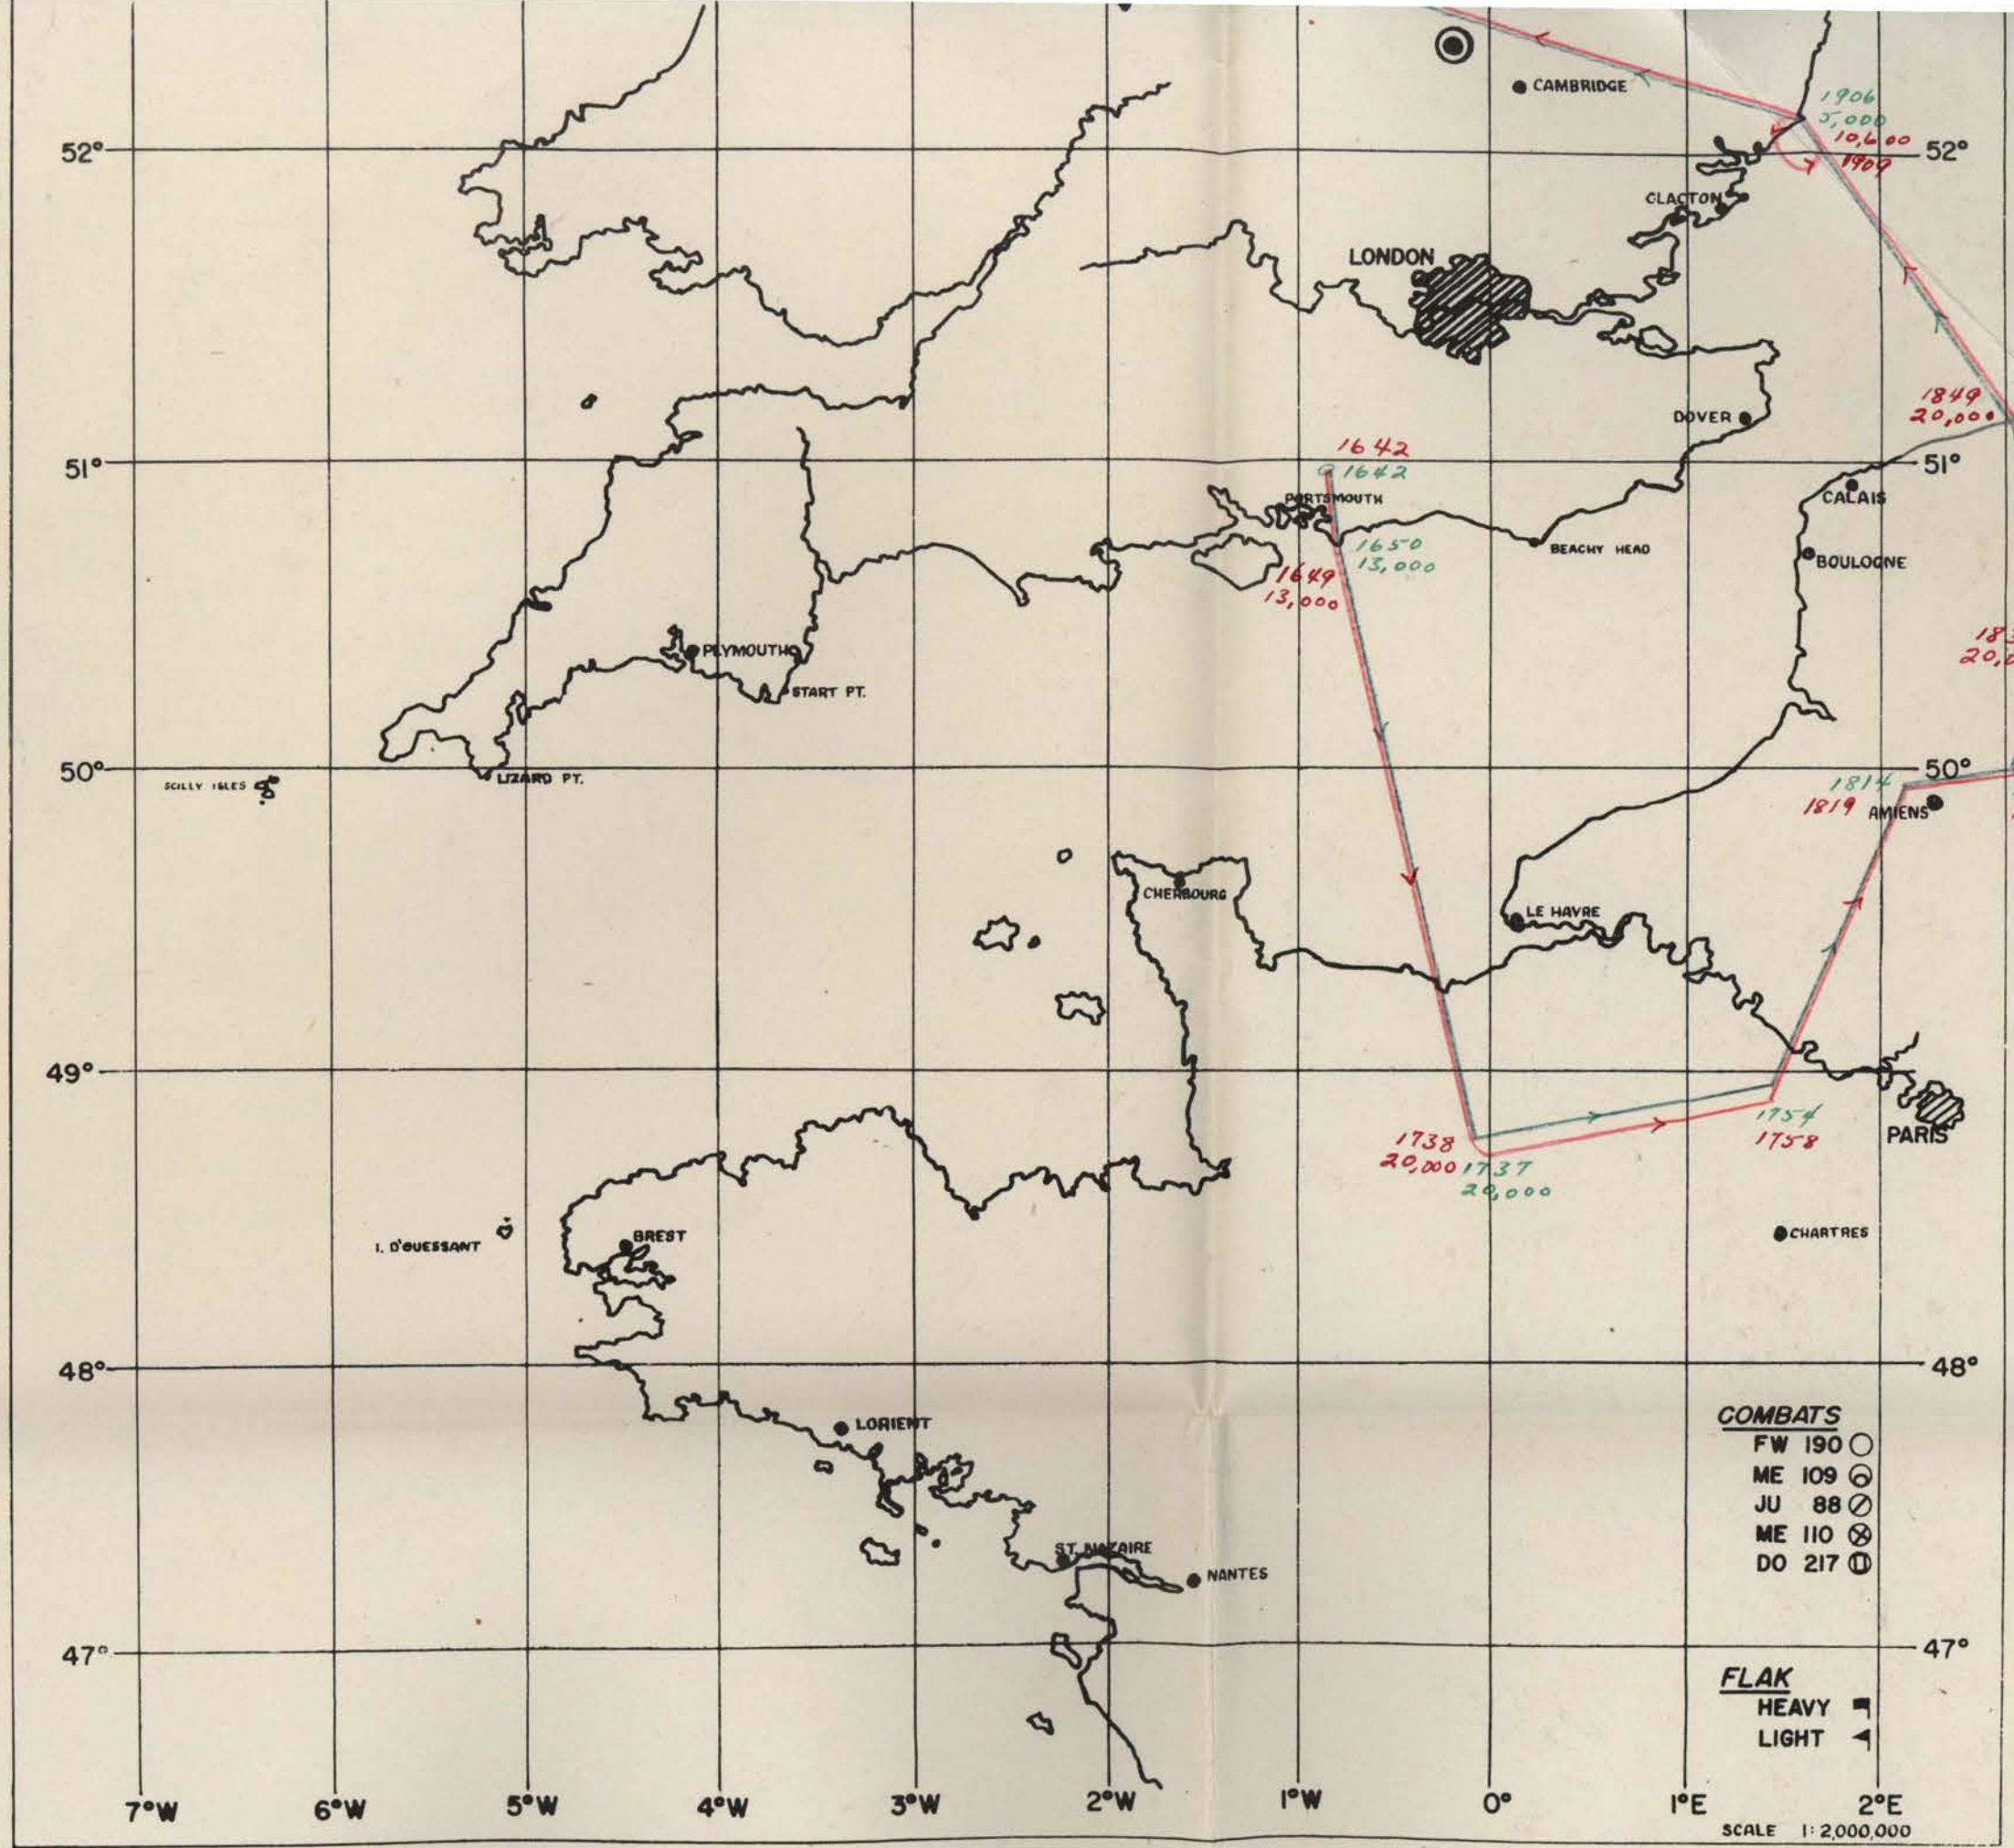 CAMBRIDGE
1906
5,000
10,600
1909
52°
52°
CLACTON
LONDON
1849
20,000
DOVER
1642
1642
51°
51°
CALAIS
PORTSMOUTH
1650
13,000
BEACHY HEAD
BOULOGNE
1649
13,000
PLYMOUTH
START PT.
50°
50°
SCILLY ISLES
LIZARD PT.
1814
1819
AMIENS
CHERBOURG
LE HAVRE
49°
1754
1758
PARIS
1738
20,000
1737
20,000
I. D'OUESSANT
BREST
CHARTRES
48°
48°
LORIENT
COMBATS
FW 190
ME 109
JU 88
ME 110
DO 217
ST. NAZAIRE
NANTES
47°
47°
FLAK
HEAVY
LIGHT
7°W 6°W 5°W 4°W 3°W 2°W 1°W 0° 1°E 2°E
SCALE 1:2,000,000